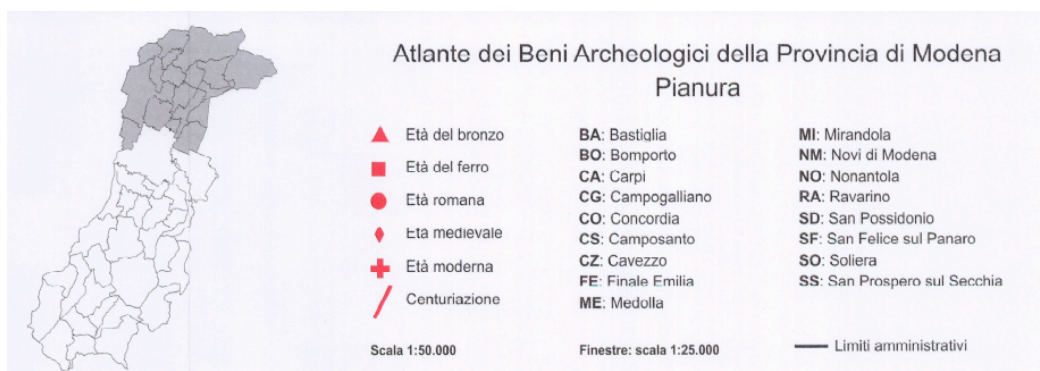 Atlante dei Beni Archeologici della Provincia di Modena
Pianura
Età del bronzo
Età del ferro
Età romana
Età medievale
Età moderna
Centuriazione
Scala 1:50.000
BA: Bastiglia
BO: Bomporto
CA: Carpi
CG: Campogalliano
CO: Concordia
CS: Camposanto
CZ: Cavezzo
FE: Finale Emilia
ME: Medolla
Finestre: scala 1:25.000
MI: Mirandola
NM: Novi di Modena
NO: Nonantola
RA: Ravarino
SD: San Possidonio
SF: San Felice sul Panaro
SO: Soliera
SS: San Prospero sul Secchia
Limiti amministrativi